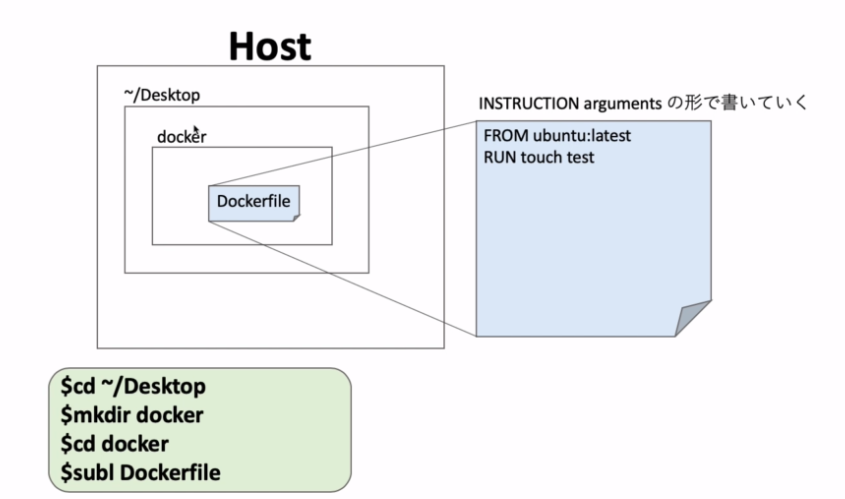 Host
~/Desktop
docker
Dockerfile
INSTRUCTION arguments の形で書いていく
FROM ubuntu:latest
RUN touch test
$cd ~/Desktop
$mkdir docker
$cd docker
$subl Dockerfile